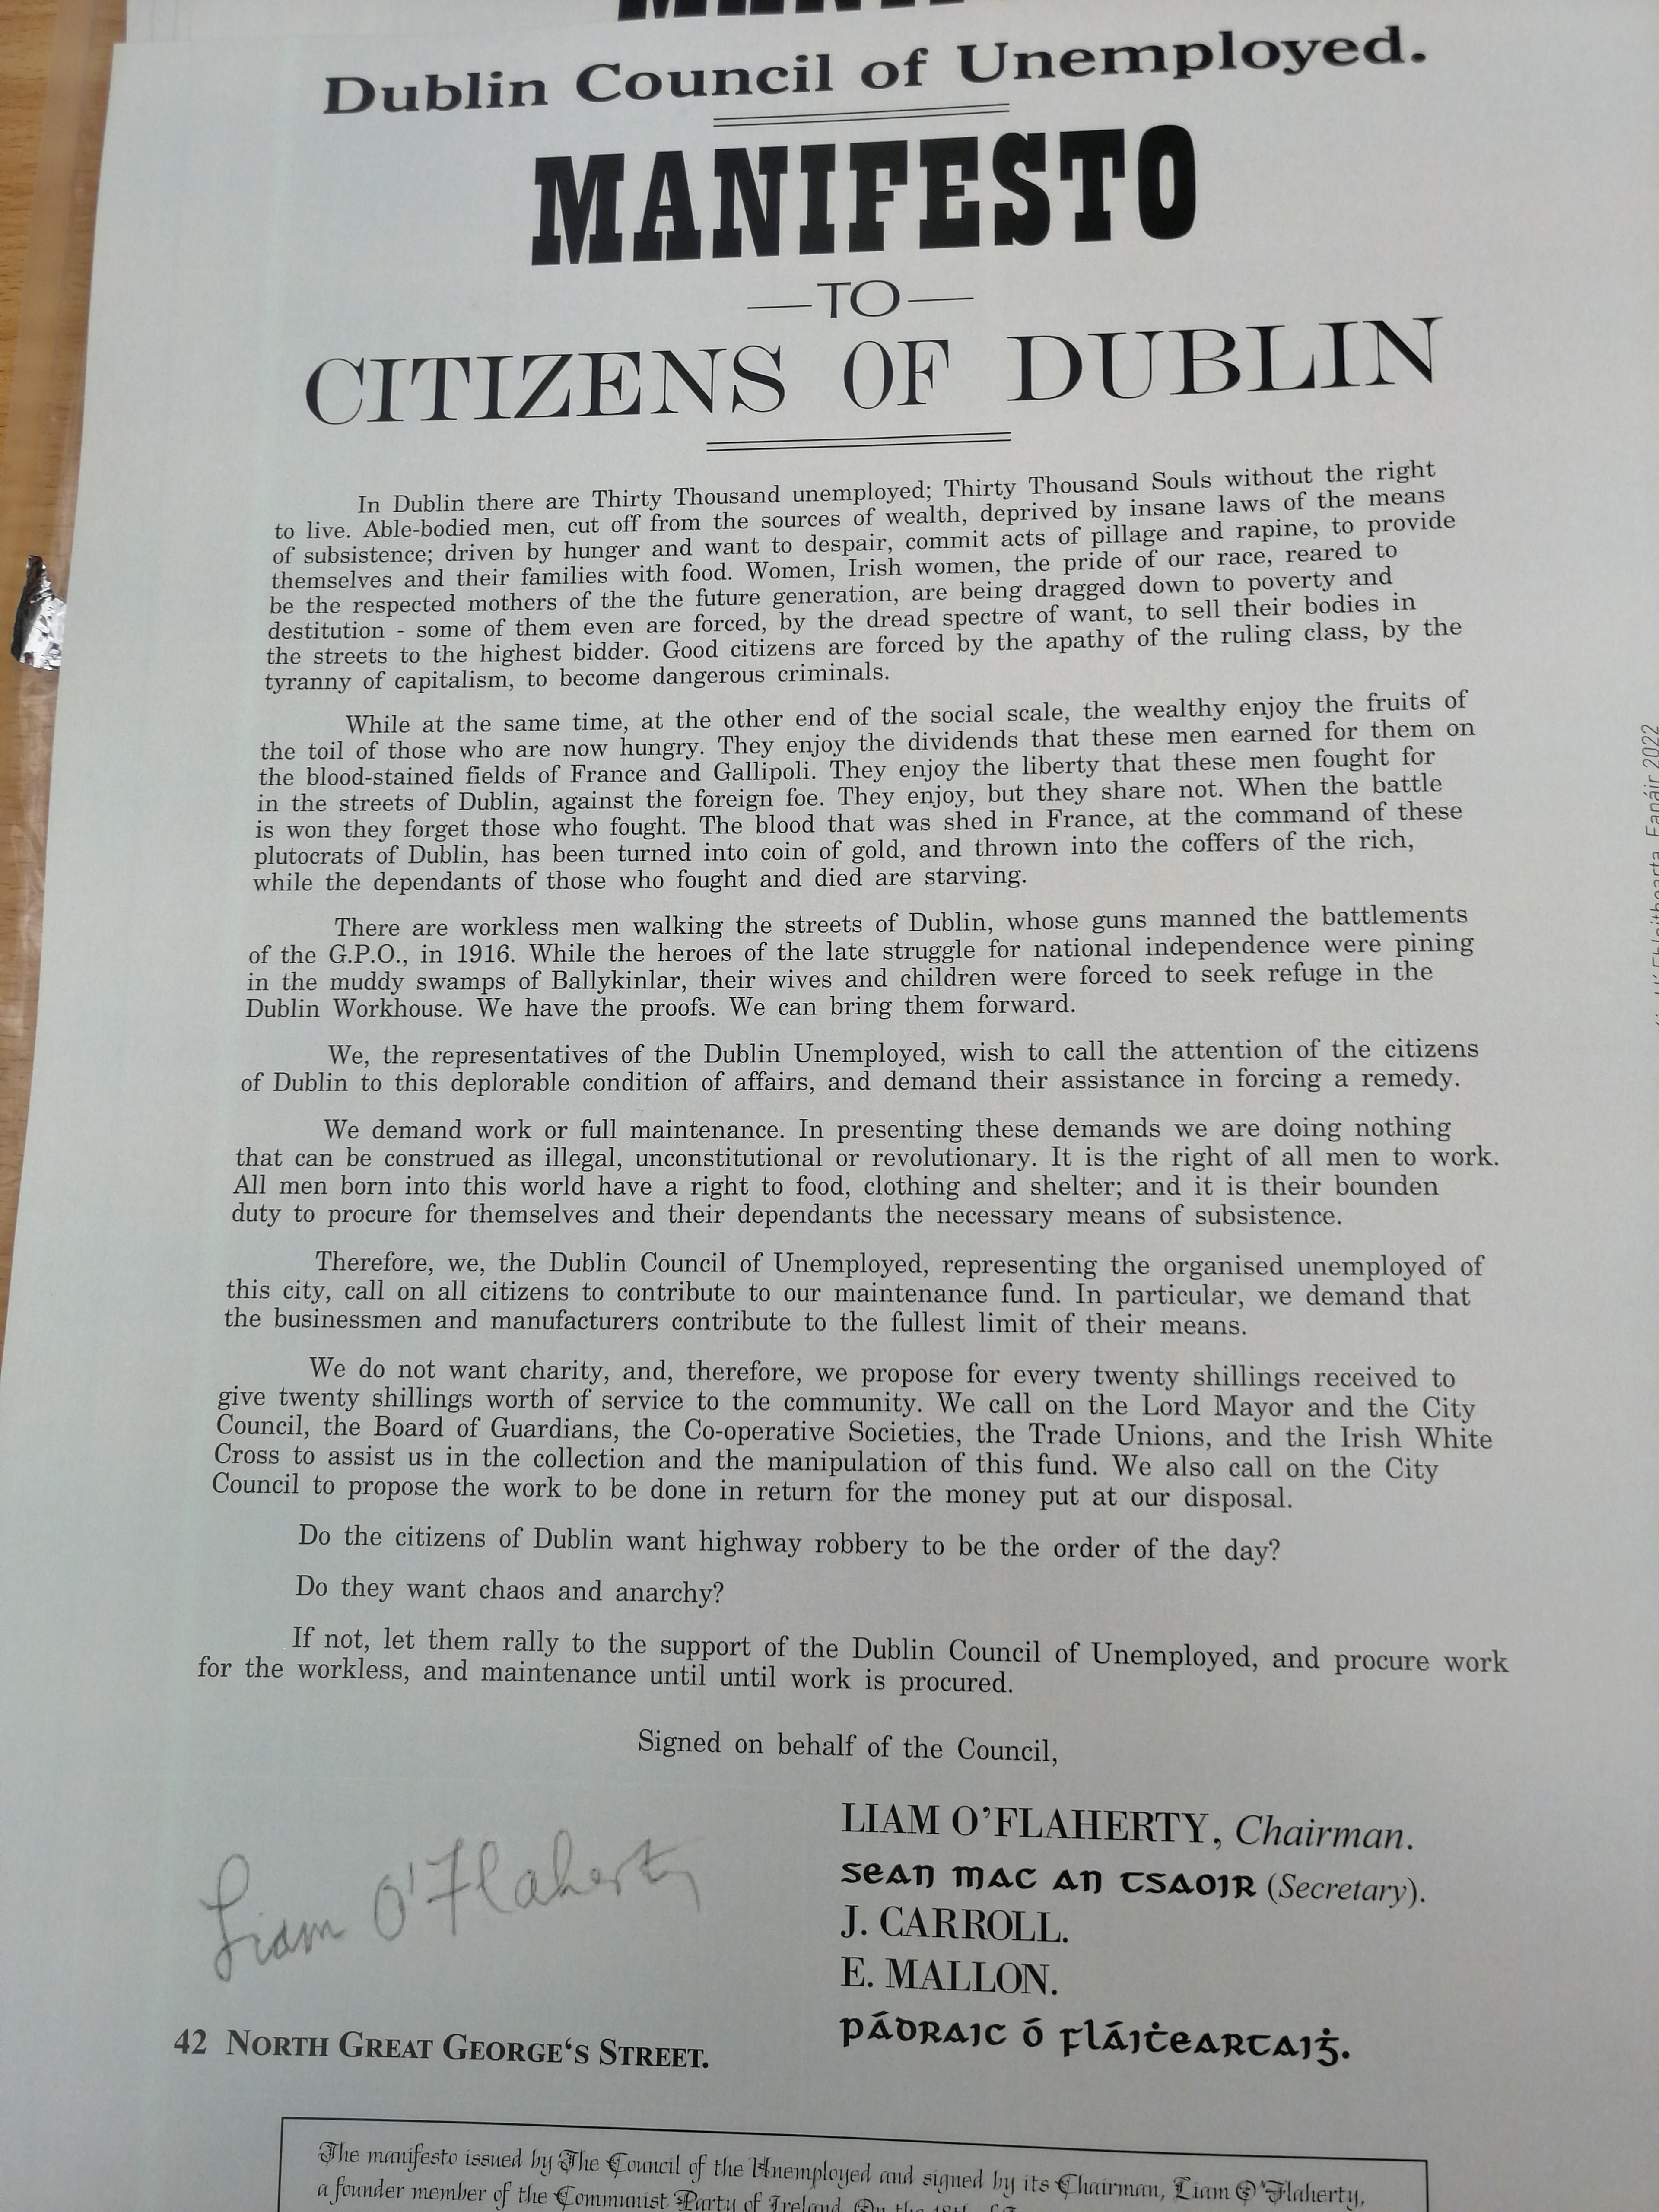 Dublin Council of Unemployed.
MANIFESTO
—TO—
CITIZENS OF DUBLIN
In Dublin there are Thirty Thousand unemployed; Thirty Thousand Souls without the right
to live. Able-bodied men, cut off from the sources of wealth, deprived by insane laws of the means
of subsistence; driven by hunger and want to despair, commit acts of pillage and rapine, to provide
themselves and their families with food. Women, Irish women, the pride of our race, reared to
be the respected mothers of the the future generation, are being dragged down to poverty and
destitution - some of them even are forced, by the dread spectre of want, to sell their bodies in
the streets to the highest bidder. Good citizens are forced by the apathy of the ruling class, by the
tyranny of capitalism, to become dangerous criminals.
While at the same time, at the other end of the social scale, the wealthy enjoy the fruits of
the toil of those who are now hungry. They enjoy the dividends that these men earned for them on
the blood-stained fields of France and Gallipoli. They enjoy the liberty that these men fought for
in the streets of Dublin, against the foreign foe. They enjoy, but they share not. When the battle
is won they forget those who fought. The blood that was shed in France, at the command of these
plutocrats of Dublin, has been turned into coin of gold, and thrown into the coffers of the rich,
while the dependants of those who fought and died are starving.
There are workless men walking the streets of Dublin, whose guns manned the battlements
of the G.P.O., in 1916. While the heroes of the late struggle for national independence were pining
in the muddy swamps of Ballykinlar, their wives and children were forced to seek refuge in the
Dublin Workhouse. We have the proofs. We can bring them forward.
We, the representatives of the Dublin Unemployed, wish to call the attention of the citizens
of Dublin to this deplorable condition of affairs, and demand their assistance in forcing a remedy.
We demand work or full maintenance. In presenting these demands we are doing nothing
that can be construed as illegal, unconstitutional or revolutionary. It is the right of all men to work.
All men born into this world have a right to food, clothing and shelter; and it is their bounden
duty to procure for themselves and their dependants the necessary means of subsistence.
Therefore, we, the Dublin Council of Unemployed, representing the organised unemployed of
this city, call on all citizens to contribute to our maintenance fund. In particular, we demand that
the businessmen and manufacturers contribute to the fullest limit of their means.
We do not want charity, and, therefore, we propose for every twenty shillings received to
give twenty shillings worth of service to the community. We call on the Lord Mayor and the City
Council, the Board of Guardians, the Co-operative Societies, the Trade Unions, and the Irish White
Cross to assist us in the collection and the manipulation of this fund. We also call on the City
Council to propose the work to be done in return for the money put at our disposal.
Do the citizens of Dublin want highway robbery to be the order of the day?
Do they want chaos and anarchy?
If not, let them rally to the support of the Dublin Council of Unemployed, and procure work
for the workless, and maintenance until until work is procured.
Signed on behalf of the Council,
LIAM O'FLAHERTY, Chairman.
Sean mac an tsaoir (Secretary).
J. CARROLL.
E. MALLON.
pádraic ó fláiṫeartaiġ.
Liam O'Flaherty
42 NORTH GREAT GEORGE‘S STREET.
The manifesto issued by The Council of the Unemployed and signed by its Chairman, Liam O'Flaherty,
a founder member of the Communist Party of Ireland. On the
Eanáir 2022